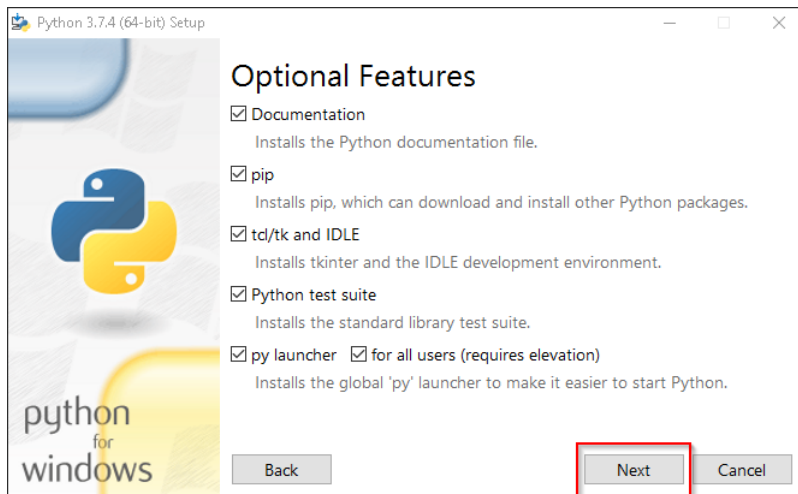 Python 3.7.4 (64-bit) Setup
Optional Features
Documentation
Installs the Python documentation file.
pip
Installs pip, which can download and install other Python packages.
tcl/tk and IDLE
Installs tkinter and the IDLE development environment.
Python test suite
Installs the standard library test suite.
py launcher for all users (requires elevation)
Installs the global 'py' launcher to make it easier to start Python.
python
for
windows
Back Next Cancel